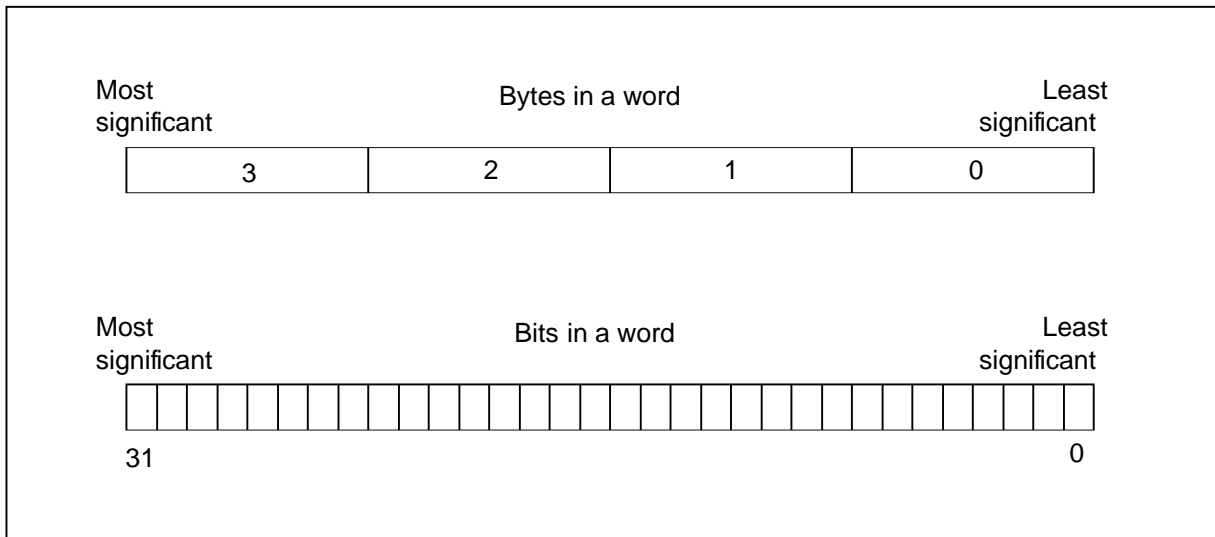 Most
significant
Bytes in a word
Least
significant
3 2 1 0
Most
significant
Bits in a word
Least
significant
31 0